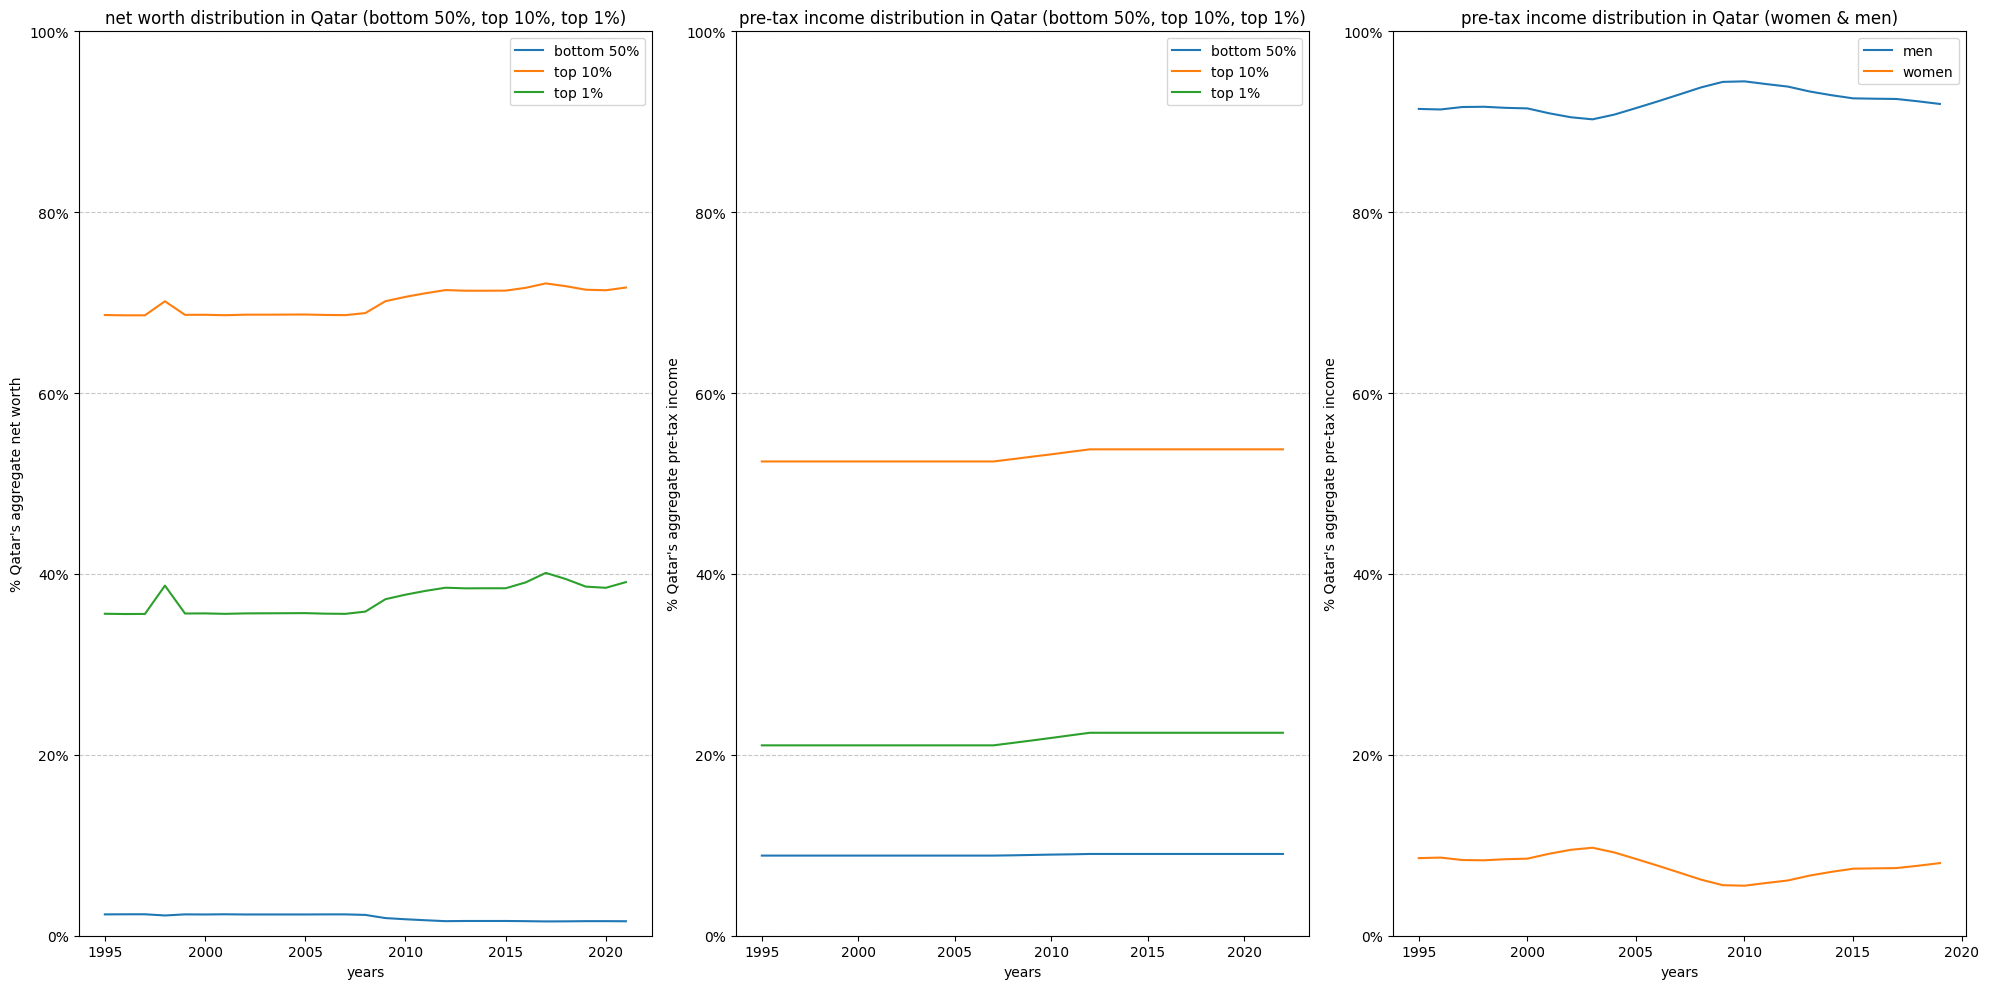 net worth distribution in Qatar (bottom 50%, top 10%, top 1%)
100%
80%
60%
40%
20%
0%
% Qatar's aggregate net worth
bottom 50%
top 10%
top 1%
1995
2000
2005
2010
2015
2020
years
pre-tax income distribution in Qatar (bottom 50%, top 10%, top 1%)
100%
80%
60%
40%
20%
0%
% Qatar's aggregate pre-tax income
bottom 50%
top 10%
top 1%
1995
2000
2005
2010
2015
2020
years
pre-tax income distribution in Qatar (women & men)
100%
80%
60%
40%
20%
0%
% Qatar's aggregate pre-tax income
men
women
1995
2000
2005
2010
2015
2020
years